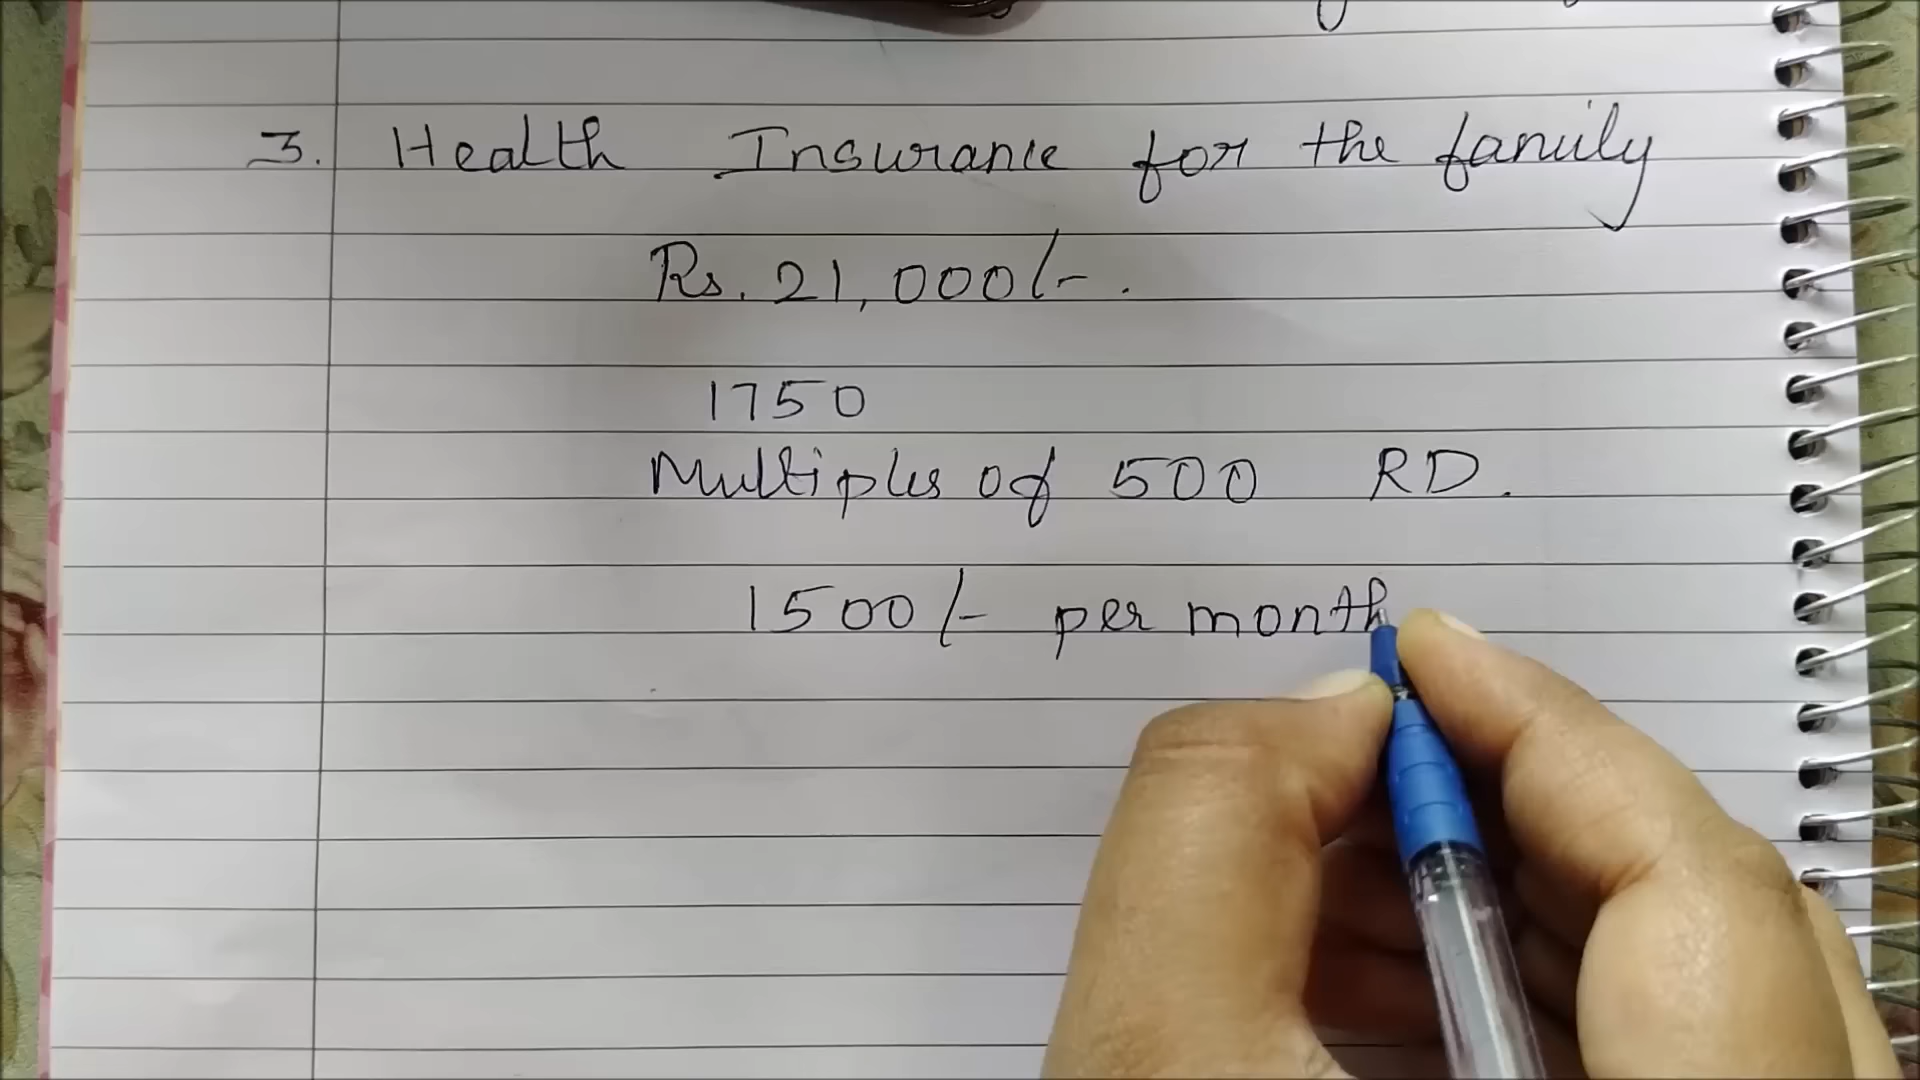 3. Health Insurance for the family
Rs. 21,000/-.
1750
Multiples of 500 RD.
1500/- per month